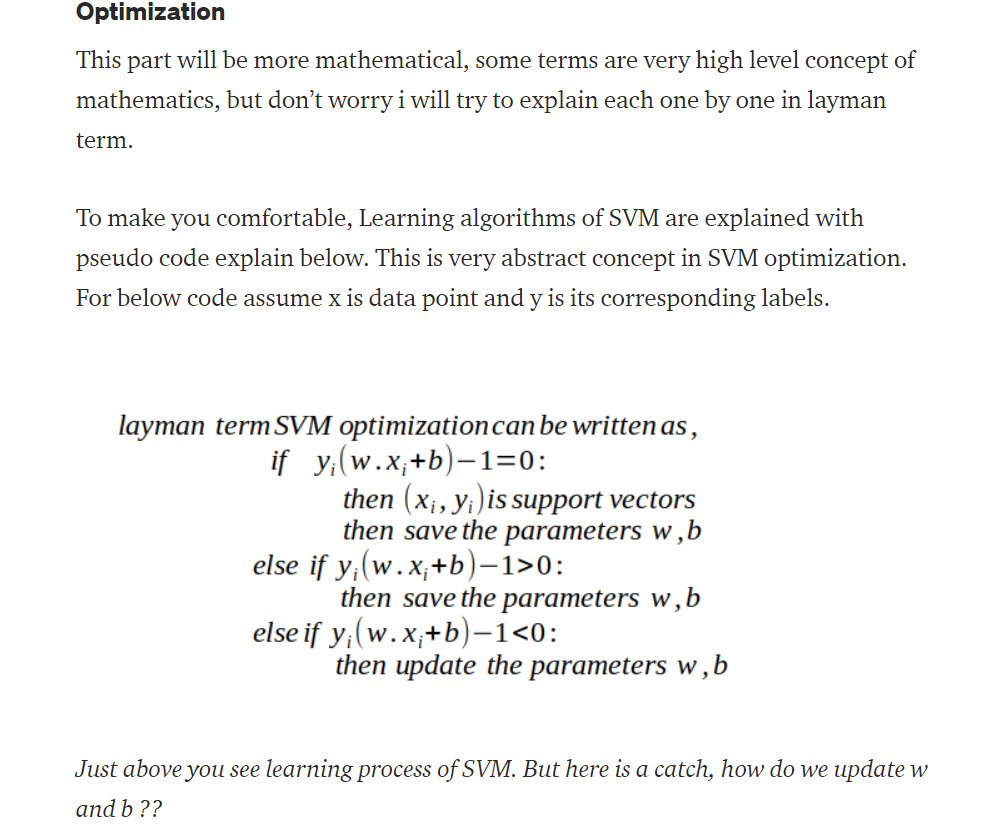 Optimization
This part will be more mathematical, some terms are very high level concept of
mathematics, but don’t worry i will try to explain each one by one in layman
term.
To make you comfortable, Learning algorithms of SVM are explained with
pseudo code explain below. This is very abstract concept in SVM optimization.
For below code assume x is data point and y is its corresponding labels.
layman term SVM optimization can be written as ,
if y_i(w.x_i+b)−1=0:
then (x_i, y_i) is support vectors
then save the parameters w ,b
else if y_i(w.x_i+b)−1>0:
then save the parameters w ,b
else if y_i(w.x_i+b)−1<0:
then update the parameters w ,b
Just above you see learning process of SVM. But here is a catch, how do we update w
and b ??